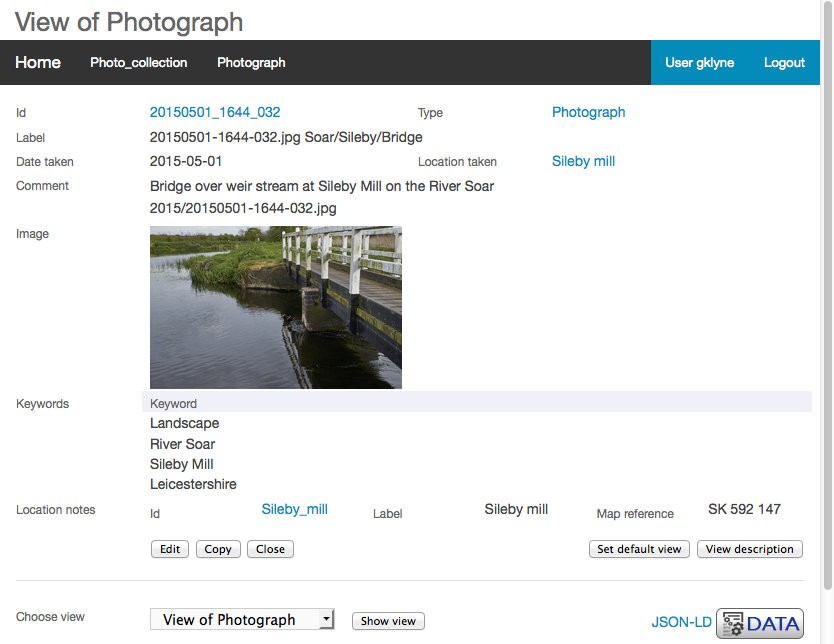 View of Photograph
Home Photo_collection Photograph User gklyne Logout
Id 20150501_1644_032 Type Photograph
Label 20150501-1644-032.jpg Soar/Sileby/Bridge
Date taken 2015-05-01 Location taken Sileby mill
Comment Bridge over weir stream at Sileby Mill on the River Soar
2015/20150501-1644-032.jpg
Image
Keywords Keyword
Landscape
River Soar
Sileby Mill
Leicestershire
Location notes Id Sileby_mill Label Sileby mill Map reference SK 592 147
Edit Copy Close Set default view View description
Choose view View of Photograph Show view JSON-LD DATA